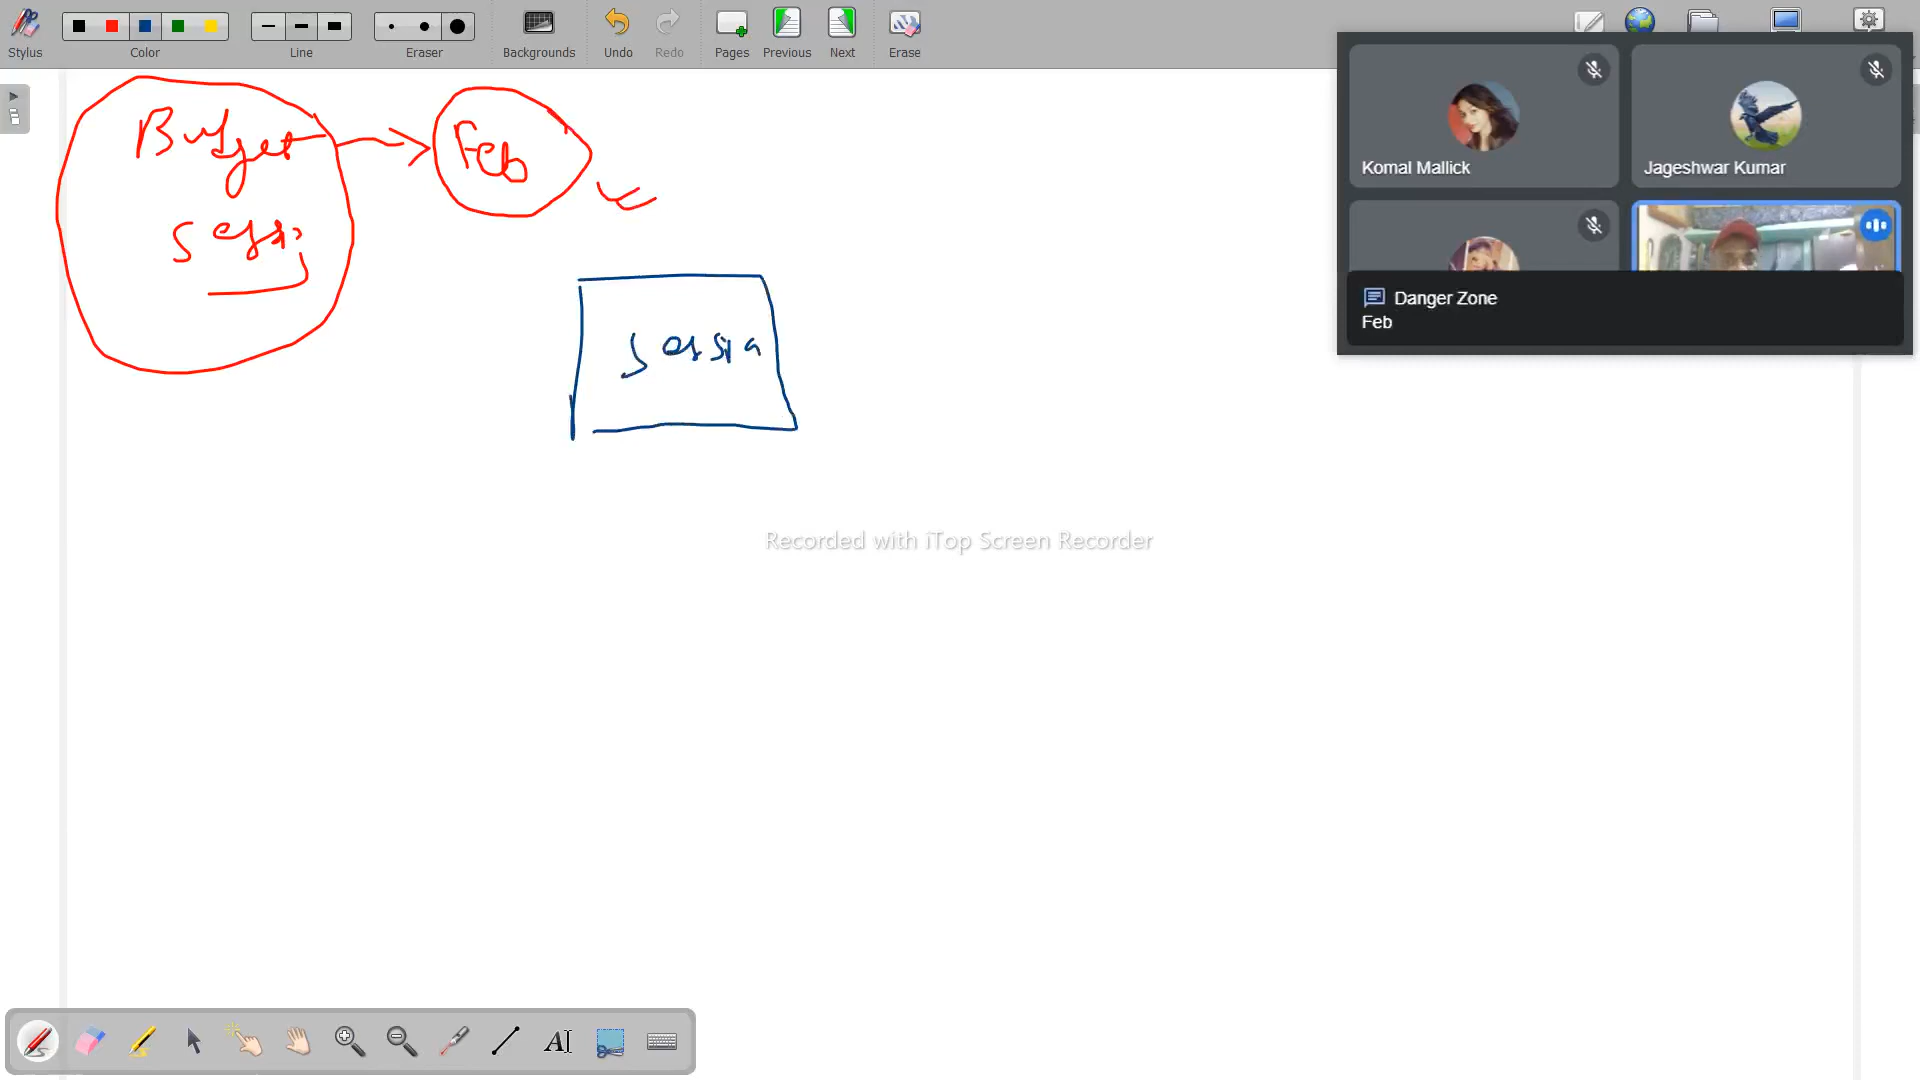 Stylus
Color
Line
Eraser
Backgrounds
Undo
Redo
Pages
Previous
Next
Erase
Budget
Feb
Komal Mallick
Jageshwar Kumar
Danger Zone
Feb
Recorded with iTop Screen Recorder
AI